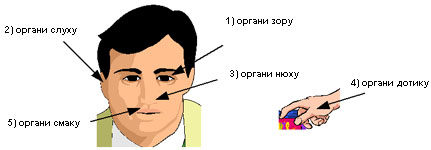 1) органи зору
2) органи слуху
3) органи нюху
4) органи дотику
5) органи смаку